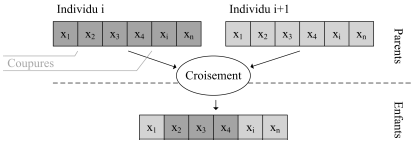 Individu i
Individu i+1
x1 x2 x3 x4 xi xn
x1 x2 x3 x4 xi xn
Parents
Coupures
Croisement
x1 x2 x3 x4 xi xn
Enfants